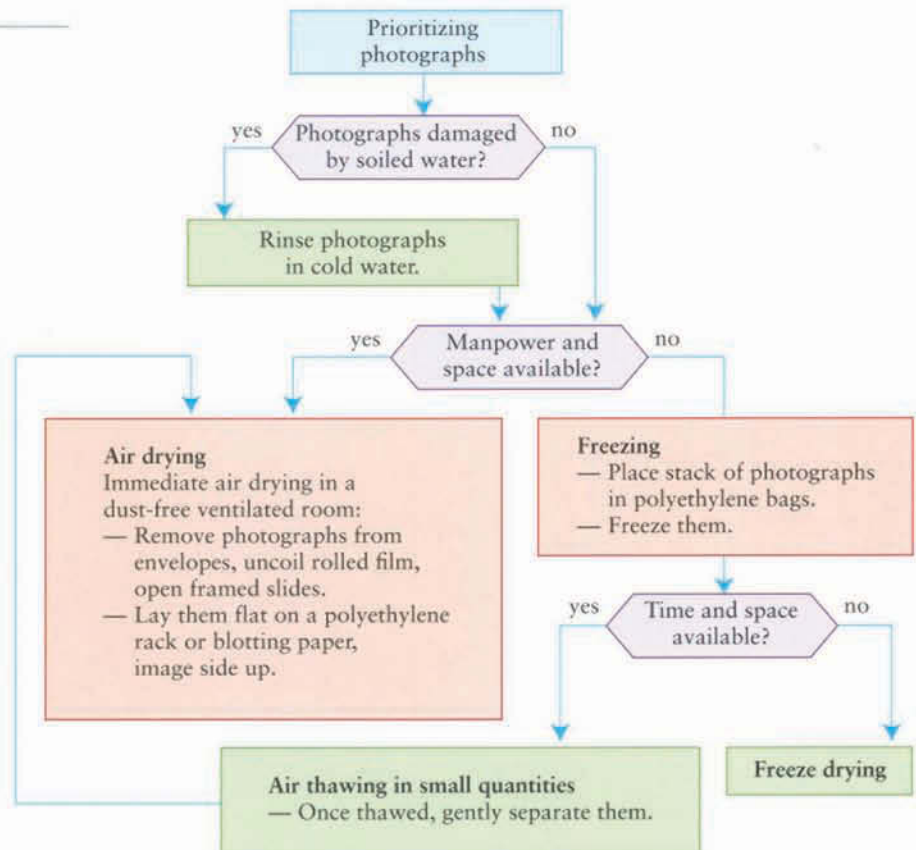 Prioritizing
photographs
yes
Photographs damaged
by soiled water?
no
Rinse photographs
in cold water.
yes
Manpower and
space available?
no
Air drying
Immediate air drying in a
dust-free ventilated room:
— Remove photographs from
envelopes, uncoil rolled film,
open framed slides.
— Lay them flat on a polyethylene
rack or blotting paper,
image side up.
Freezing
— Place stack of photographs
in polyethylene bags.
— Freeze them.
yes
Time and space
available?
no
Air thawing in small quantities
— Once thawed, gently separate them.
Freeze drying